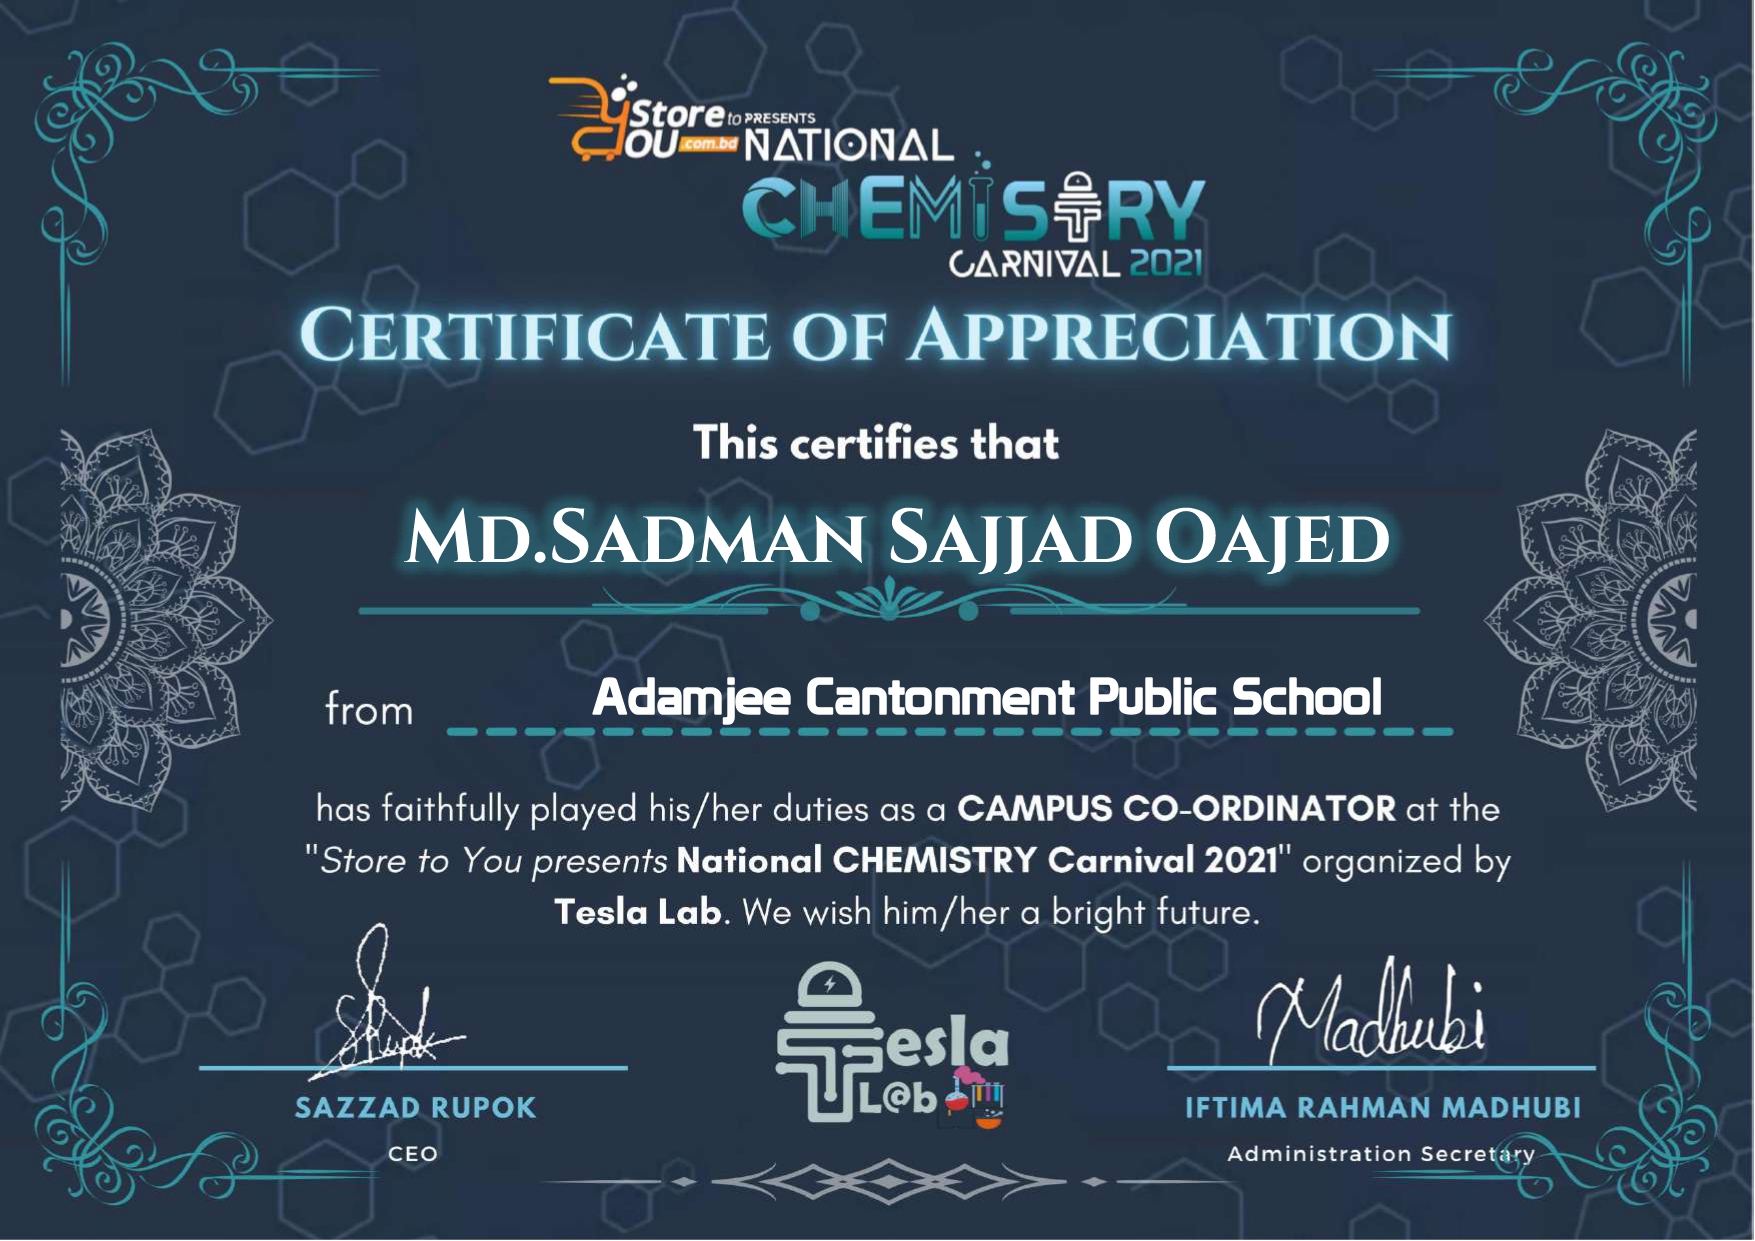 Store to PRESENTS
YOU .com.bd NATIONAL
CHEMISTRY
CARNIVAL 2021
CERTIFICATE OF APPRECIATION
This certifies that
MD.SADMAN SAJJAD OAJED
from Adamjee Cantonment Public School
has faithfully played his/her duties as a CAMPUS CO-ORDINATOR at the
"Store to You presents National CHEMISTRY Carnival 2021" organized by
Tesla Lab. We wish him/her a bright future.
SRupok
Madhubi
Tesla
L@b
SAZZAD RUPOK
IFTIMA RAHMAN MADHUBI
CEO
Administration Secretary